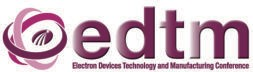 edtm
Electron Devices Technology and Manufacturing Conference